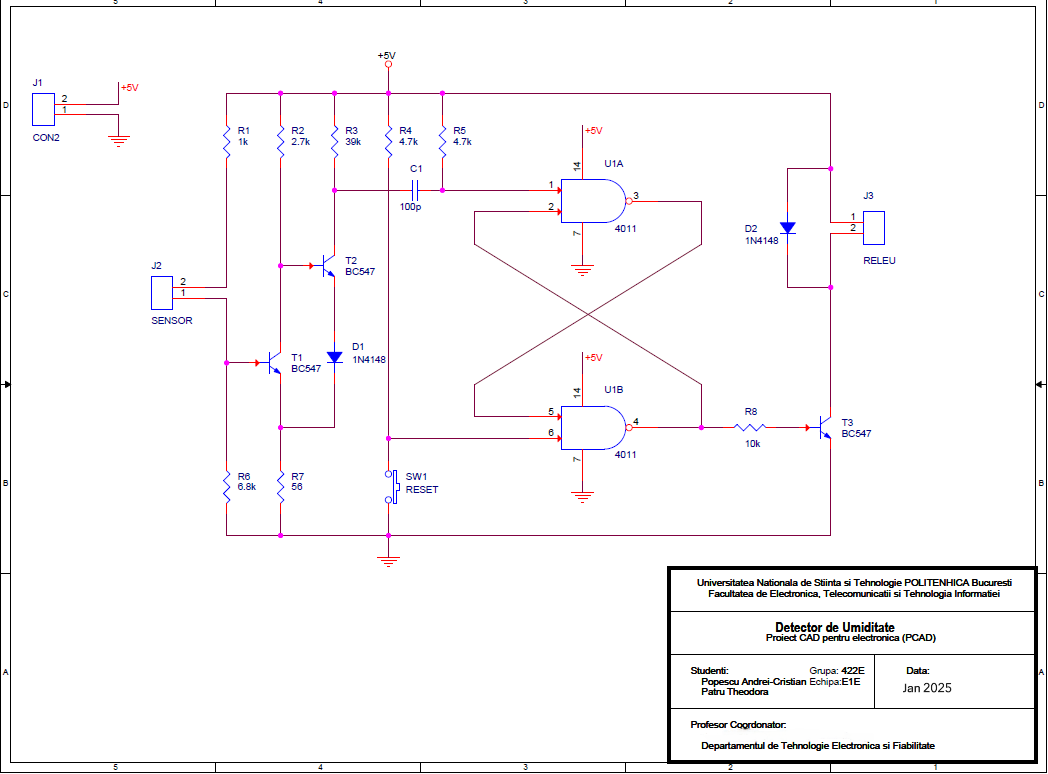 5 4 3 2 1
+5V
J1
+5V
2
1
CON2
D D
R1
1k
R2
2.7k
R3
39k
R4
4.7k
R5
4.7k
C1
100p
+5V
14
U1A
1
2
3
7
4011
J3
1
2
RELEU
D2
1N4148
T2
BC547
J2
2
1
SENSOR
C C
T1
BC547
D1
1N4148
+5V
14
U1B
5
6
4
7
4011
R8
10k
T3
BC547
R6
6.8k
R7
56
SW1
RESET
B B
Universitatea Nationala de Stiinta si Tehnologie POLITENHICA Bucuresti
Facultatea de Electronica, Telecomunicatii si Tehnologia Informatiei
Detector de Umiditate
Proiect CAD pentru electronica (PCAD)
Studenti: Grupa: 422E
Popescu Andrei-Cristian Echipa:E1E
Patru Theodora
Data:
Jan 2025
A A
Profesor Coordonator:
Departamentul de Tehnologie Electronica si Fiabilitate
5 4 3 2 1